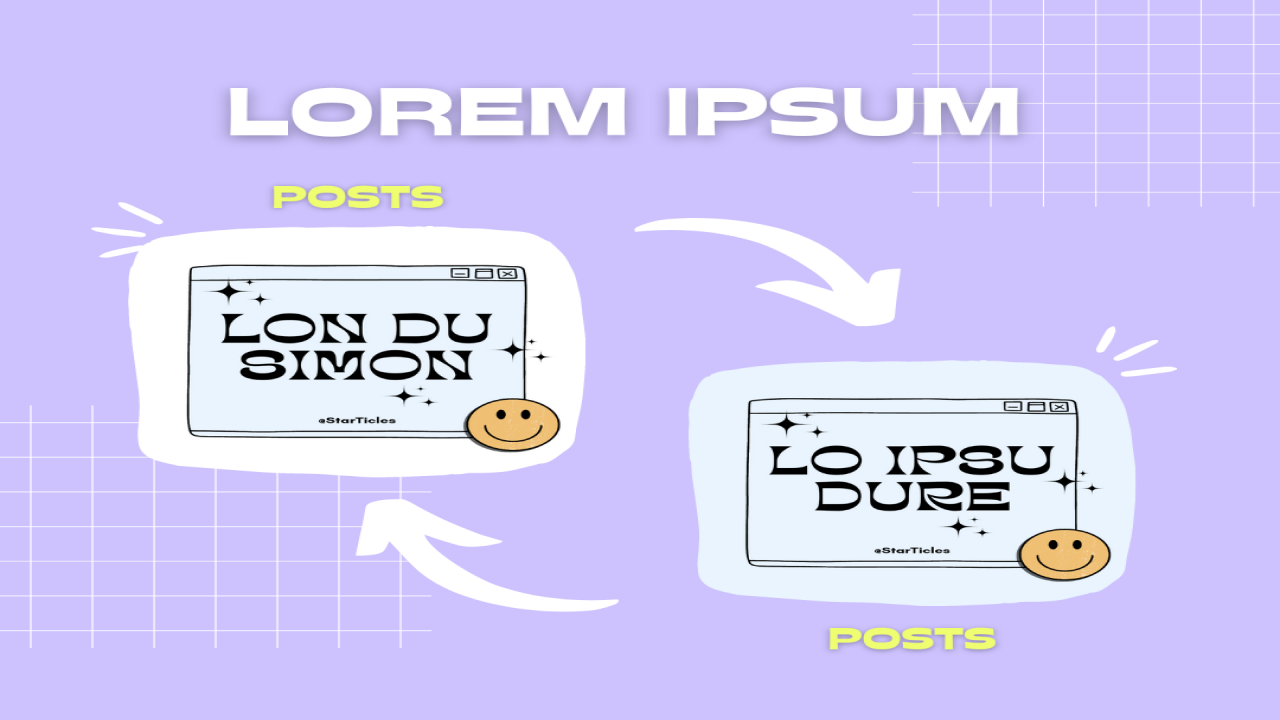 LOREM IPSUM
POSTS
LON DU
SIMON
@StarTicles
LO IPSU
DURE
@StarTicles
POSTS